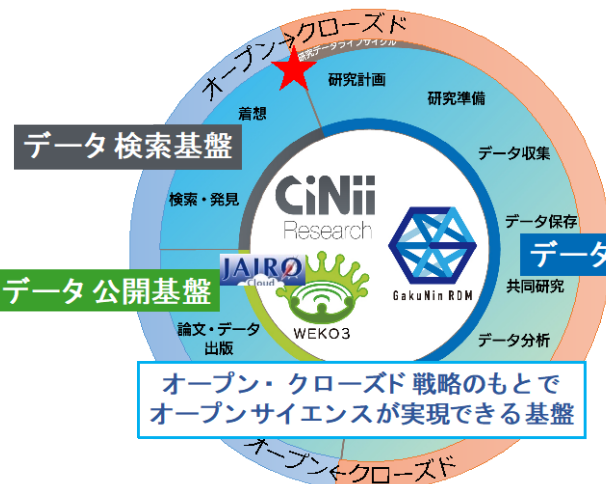 オープン→クローズド
研究データライフサイクル
研究計画
研究準備
着想
データ検索基盤
データ収集
検索・発見
CiNii
Research
データ保存
データ
GakuNin RDM
JAIRO
Cloud
データ公開基盤
共同研究
WEKO3
論文・データ
出版
データ分析
オープン・クローズド戦略のもとで
オープンサイエンスが実現できる基盤
オープン←クローズド